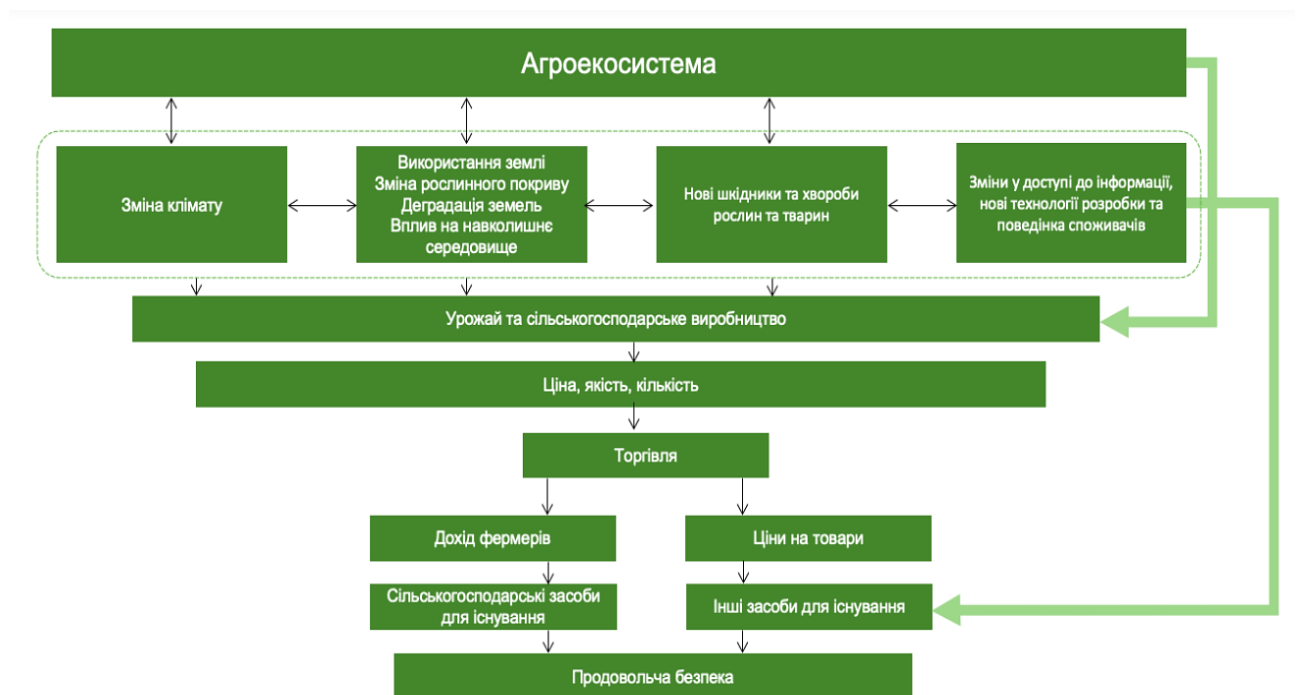 Агроекосистема
Зміна клімату
Використання землі
Зміна рослинного покриву
Деградація земель
Вплив на навколишнє
середовище
Нові шкідники та хвороби
рослин та тварин
Зміни у доступі до інформації,
нові технології розробки та
поведінка споживачів
Урожай та сільськогосподарське виробництво
Ціна, якість, кількість
Торгівля
Дохід фермерів
Ціни на товари
Сільськогосподарські засоби
для існування
Інші засоби для існування
Продовольча безпека